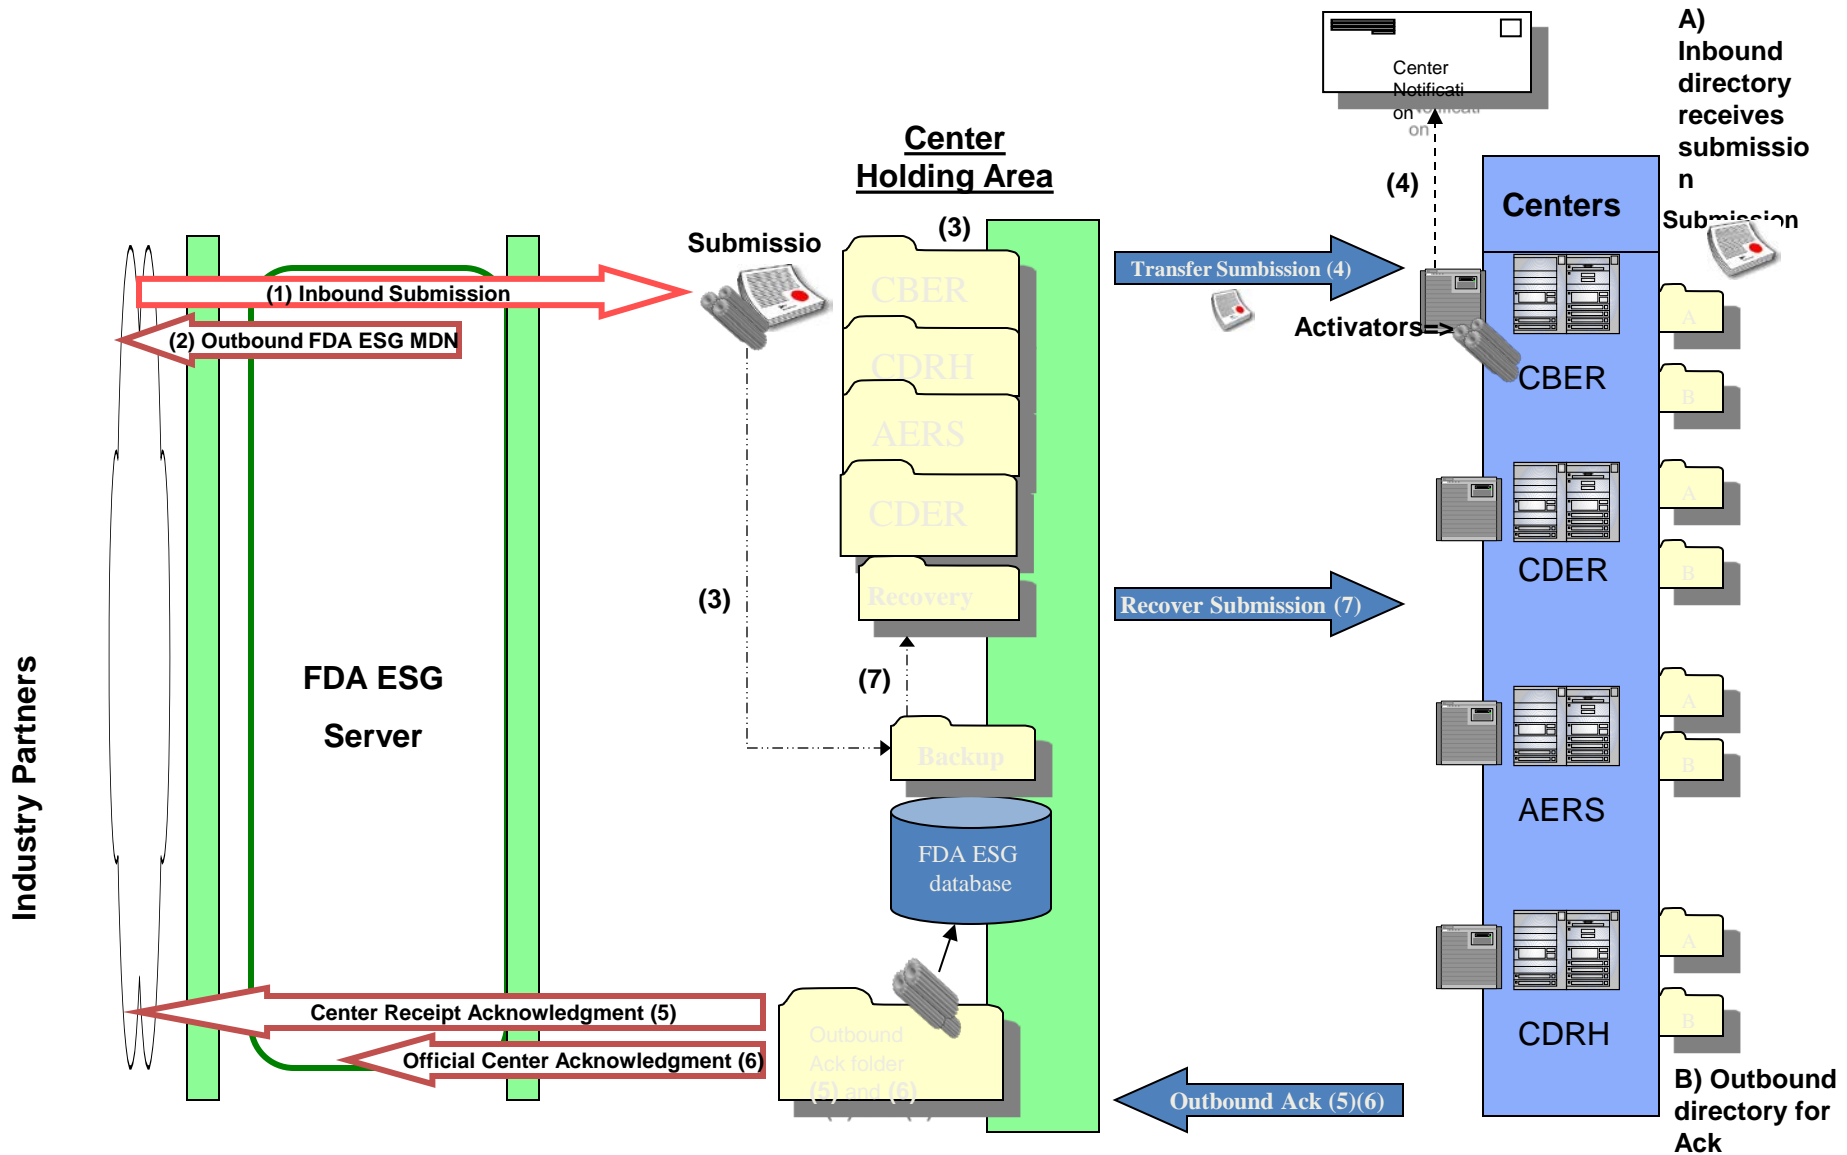 Center
Notificati
on
A)
Inbound
directory
receives
submissio
n
Center
Holding Area
(4)
Centers
Submission
(3)
Submissio
CBER
Transfer Sumbission (4)
(1) Inbound Submission
Activators=>
A
(2) Outbound FDA ESG MDN
CDRH
CBER
B
AERS
A
CDER
CDER
B
Recovery
(3)
Recover Submission (7)
Industry Partners
FDA ESG
Server
(7)
A
Backup
B
AERS
FDA ESG
database
A
Center Receipt Acknowledgment (5)
B
CDRH
Official Center Acknowledgment (6)
Outbound
Ack folder
(5) and (6)
Outbound Ack (5)(6)
B) Outbound
directory for
Ack